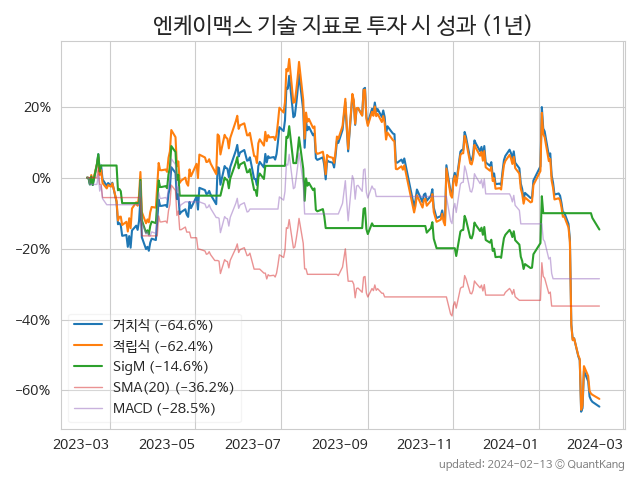 엔케이맥스 기술 지표로 투자 시 성과 (1년)
20%
0%
−20%
−40%
−60%
거치식 (−64.6%)
적립식 (−62.4%)
SigM (−14.6%)
SMA(20) (−36.2%)
MACD (−28.5%)
2023−03
2023−05
2023−07
2023−09
2023−11
2024−01
2024−03
updated: 2024−02−13 ⓒ QuantKang